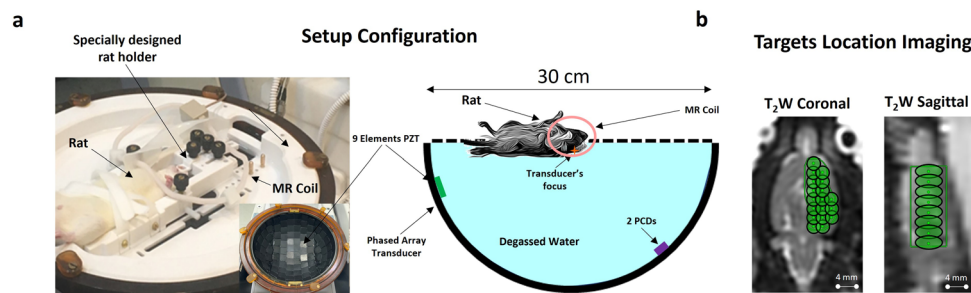 a
Setup Configuration
Specially designed
rat holder
Rat
MR Coil
30 cm
Rat
MR Coil
9 Elements PZT
Transducer's
focus
Phased Array
Transducer
2 PCDs
Degassed Water
b
Targets Location Imaging
T₂W Coronal
T₂W Sagittal
4 mm
4 mm